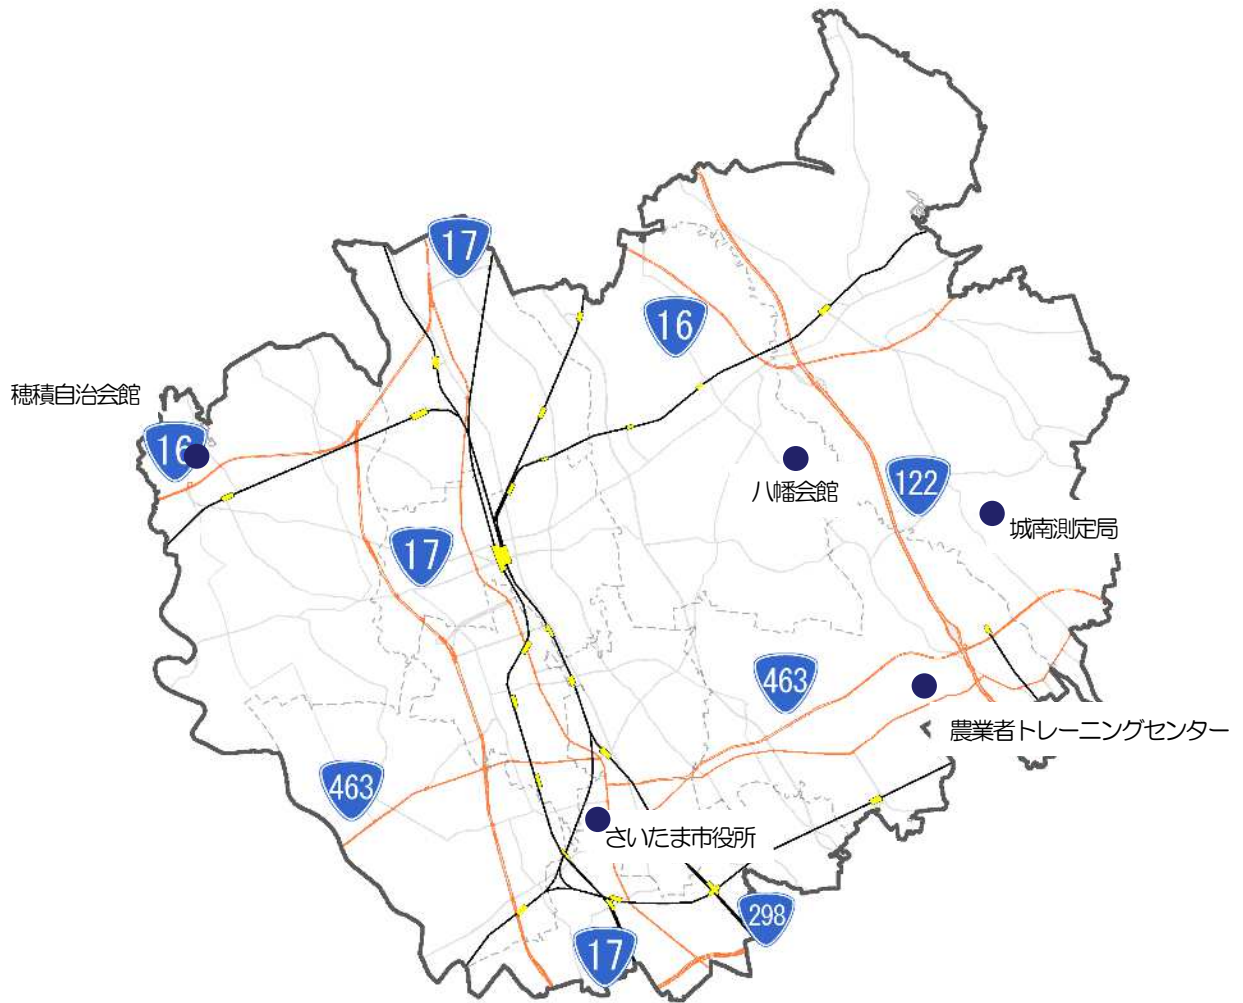 17
16
穂積自治会館
16
八幡会館
122
城南測定局
17
463
農業者トレーニングセンター
463
さいたま市役所
298
17